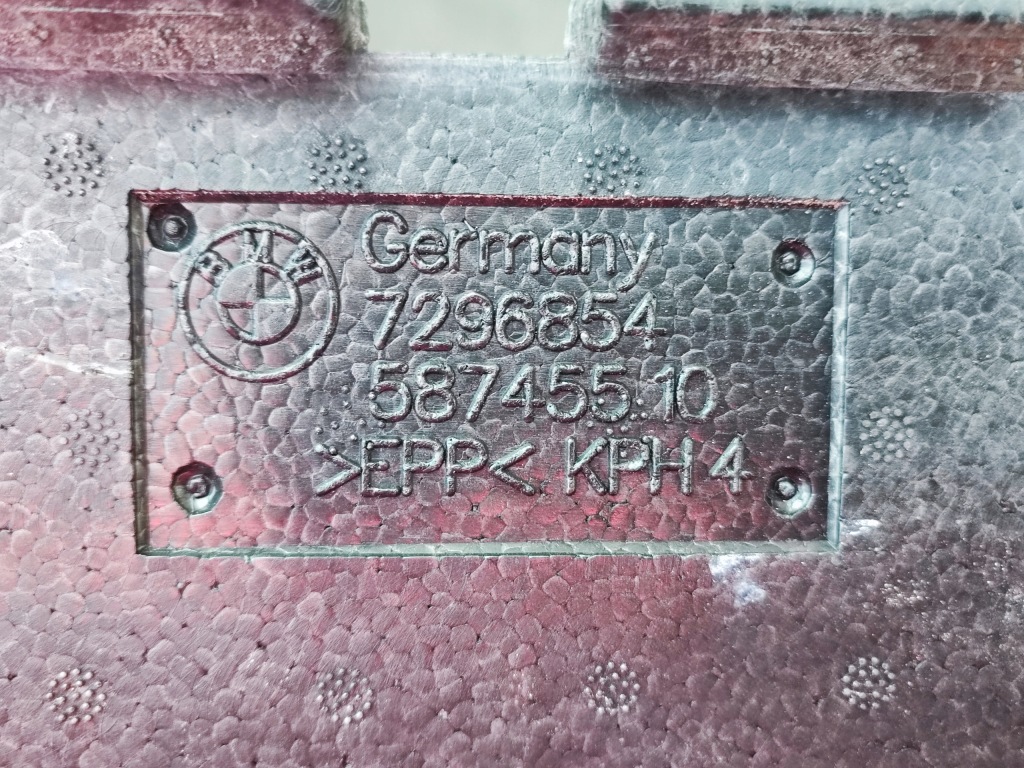 BMW
Germany
7296854
587455.10
>EPP< KPH 4